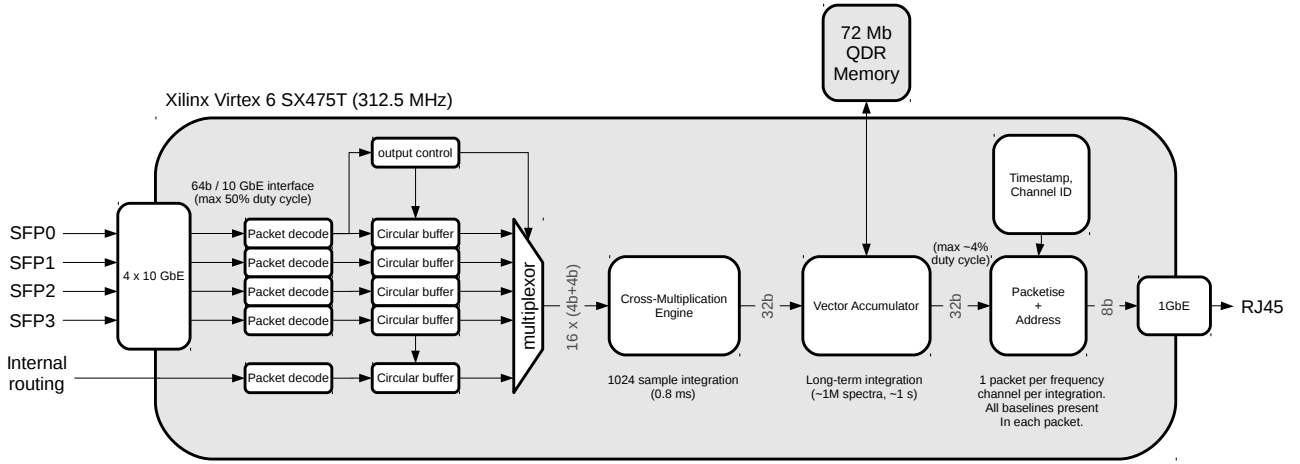 72 Mb
QDR
Memory
Xilinx Virtex 6 SX475T (312.5 MHz)
output control
64b / 10 GbE interface
(max 50% duty cycle)
Timestamp,
Channel ID
SFP0
SFP1
SFP2
SFP3
Internal
routing
4 x 10 GbE
Packet decode
Circular buffer
Packet decode
Circular buffer
Packet decode
Circular buffer
Packet decode
Circular buffer
Packet decode
Circular buffer
multiplexor
16 x (4b+4b)
Cross-Multiplication
Engine
1024 sample integration
(0.8 ms)
32b
Vector Accumulator
Long-term integration
(~1M spectra, ~1 s)
(max ~4%
duty cycle)
32b
Packetise
+
Address
1 packet per frequency
channel per integration.
All baselines present
In each packet.
8b
1GbE
RJ45